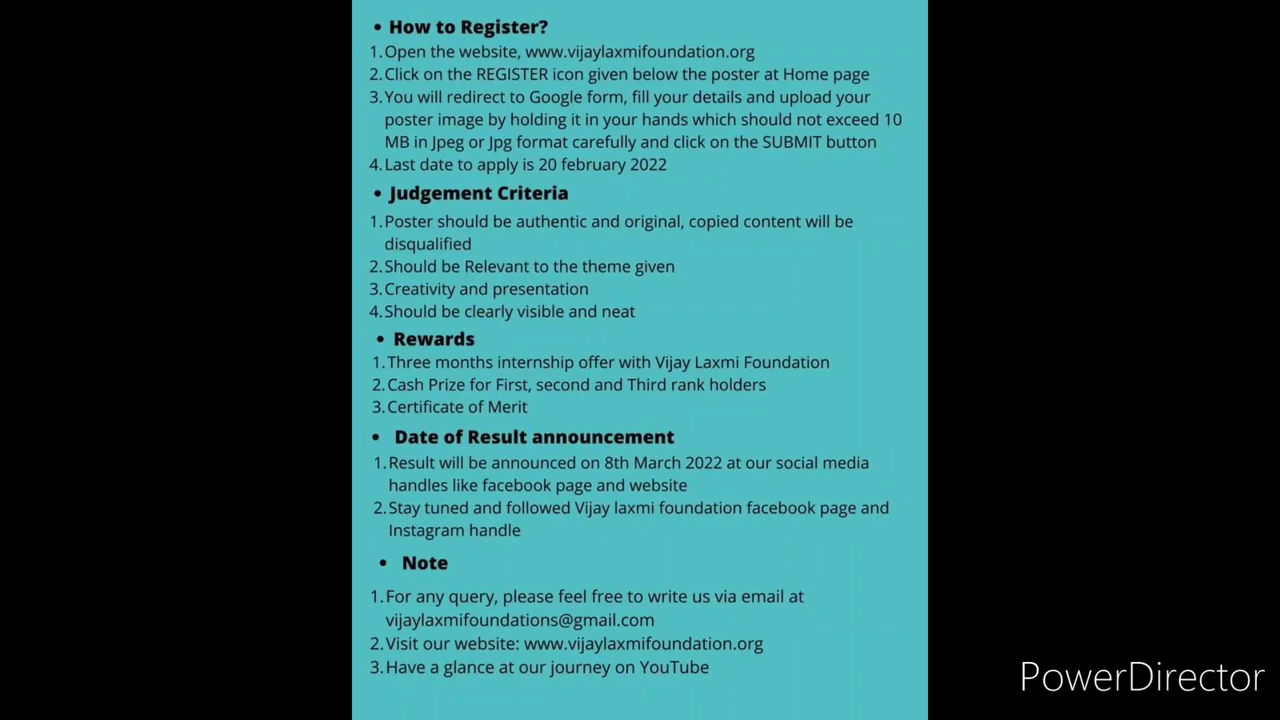 • How to Register?
1. Open the website, www.vijaylaxmifoundation.org
2. Click on the REGISTER icon given below the poster at Home page
3. You will redirect to Google form, fill your details and upload your
poster image by holding it in your hands which should not exceed 10
MB in Jpeg or Jpg format carefully and click on the SUBMIT button
4. Last date to apply is 20 february 2022
• Judgement Criteria
1. Poster should be authentic and original, copied content will be
disqualified
2. Should be Relevant to the theme given
3. Creativity and presentation
4. Should be clearly visible and neat
• Rewards
1. Three months internship offer with Vijay Laxmi Foundation
2. Cash Prize for First, second and Third rank holders
3. Certificate of Merit
• Date of Result announcement
1. Result will be announced on 8th March 2022 at our social media
handles like facebook page and website
2. Stay tuned and followed Vijay laxmi foundation facebook page and
Instagram handle
• Note
1. For any query, please feel free to write us via email at
vijaylaxmifoundations@gmail.com
2. Visit our website: www.vijaylaxmifoundation.org
3. Have a glance at our journey on YouTube
PowerDirector